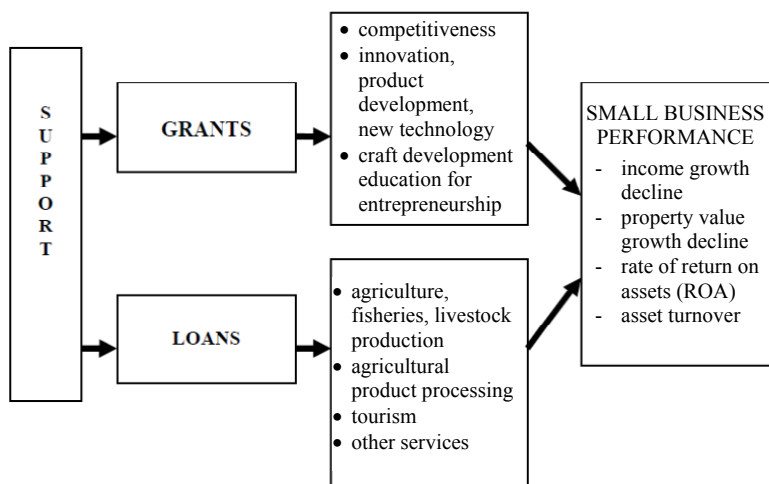 SUPPORT
GRANTS
• competitiveness
• innovation,
product
development,
new technology
• craft development
education for
entrepreneurship
LOANS
• agriculture,
fisheries, livestock
production
• agricultural
product processing
• tourism
• other services
SMALL BUSINESS
PERFORMANCE
- income growth
decline
- property value
growth decline
- rate of return on
assets (ROA)
- asset turnover